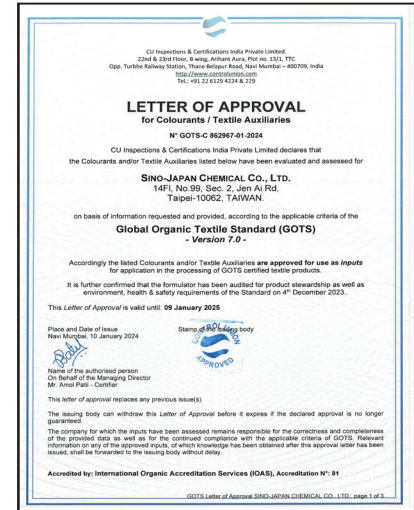 CU Inspections & Certifications India Private Limited.
22nd & 23rd Floor, B wing, Arihant Aura, Plot no. 13/1, TTC
Opp. Turbhe Railway Station, Thane Belapur Road, Navi Mumbai – 400709, India
http://www.controlunion.com
Tel.: +91 22 6129 4224 & 229
LETTER OF APPROVAL
for Colourants / Textile Auxiliaries
N° GOTS-C 862967-01-2024
CU Inspections & Certifications India Private Limited declares that
the Colourants and/or Textile Auxiliaries listed below have been evaluated and assessed for
SINO-JAPAN CHEMICAL CO., LTD.
14Fl, No.99, Sec. 2, Jen Ai Rd,
Taipei-10062, TAIWAN.
on basis of information requested and provided, according to the applicable criteria of the
Global Organic Textile Standard (GOTS)
- Version 7.0 -
Accordingly the listed Colourants and/or Textile Auxiliaries are approved for use as inputs
for application in the processing of GOTS certified textile products.
It is further confirmed that the formulator has been audited for product stewardship as well as
environment, health & safety requirements of the Standard on 4th December 2023..
This Letter of Approval is valid until: 09 January 2025
Place and Date of Issue
Navi Mumbai, 10 January 2024
Stamp of the issuing body
CONTROL UNION
APPROVED
Name of the authorised person
On Behalf of the Managing Director
Mr. Amol Patil - Certifier
This letter of approval replaces any previous issue(s).
The issuing body can withdraw this Letter of Approval before it expires if the declared approval is no longer
guaranteed.
The company for which the inputs have been assessed remains responsible for the correctness and completeness
of the provided data as well as for the continued compliance with the applicable criteria of GOTS. Relevant
information on any of the approved inputs, of which knowledge has been obtained after this approval letter has been
issued, shall be forwarded to the issuing body without delay.
Accredited by: International Organic Accreditation Services (IOAS), Accreditation N°: 81
GOTS Letter of Approval SINO-JAPAN CHEMICAL CO., LTD., page 1 of 3